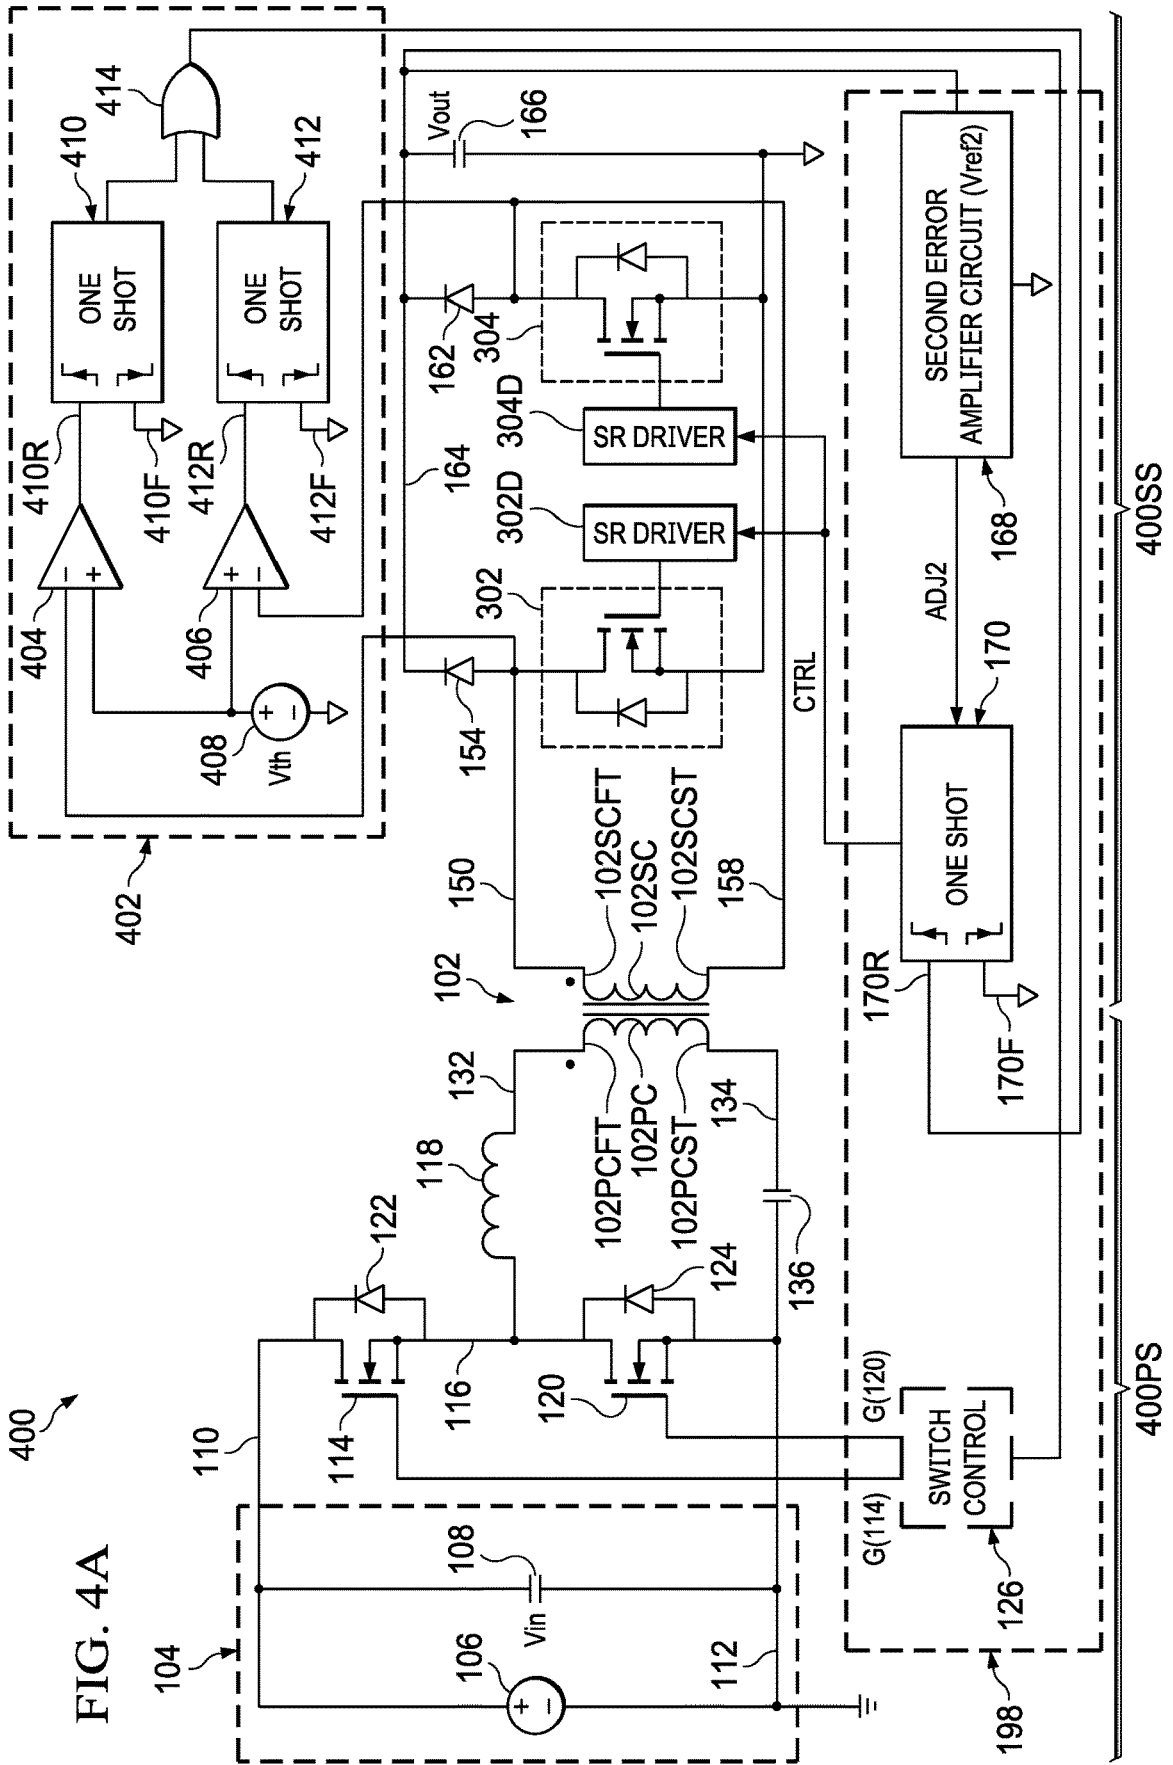 FIG. 4A
400
104
106
Vin
108
110
112
114
116
118
120
122
124
132
134
136
102
102PCFT
102PC
102PCST
102SCFT
102SC
102SCST
150
158
402
404
406
408
Vth
+
−
−
+
+
−
+
−
410R
410F
412R
412F
ONE
SHOT
410
ONE
SHOT
412
414
154
162
164
302
302D
SR DRIVER
304
304D
SR DRIVER
Vout
166
CTRL
G(114)
G(120)
SWITCH
CONTROL
126
198
170R
170F
ONE SHOT
170
ADJ2
168
SECOND ERROR
AMPLIFIER CIRCUIT (Vref2)
400PS
400SS